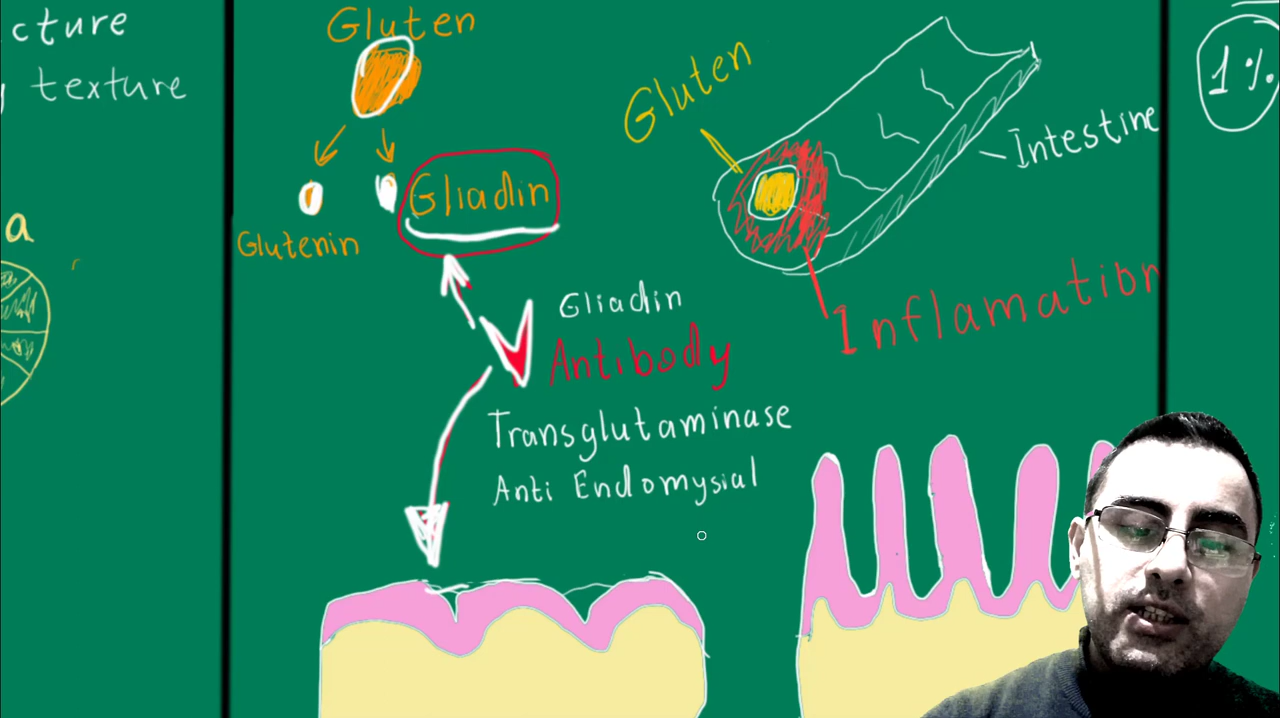 cture
texture
a
Gluten
Glutenin
Gliadin
Gliadin
Antibody
Transglutaminase
Anti Endomysial
Gluten
Intestine
Inflamation
1%